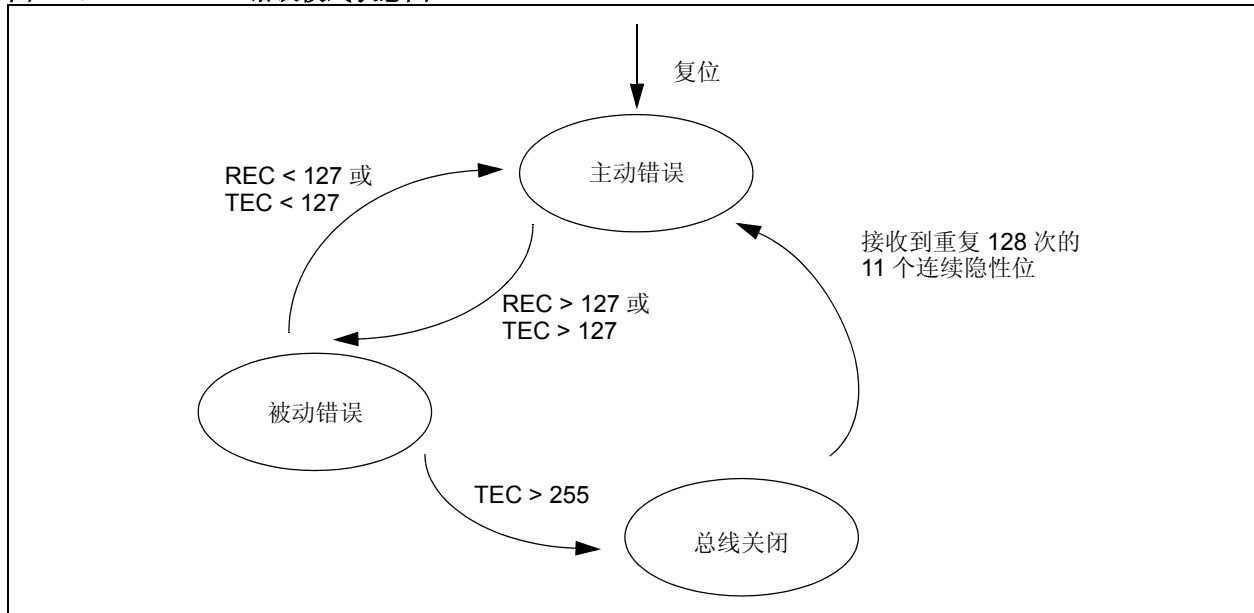 复位
主动错误
REC < 127 或
TEC < 127
接收到重复 128 次的
11 个连续隐性位
REC > 127 或
TEC > 127
被动错误
TEC > 255
总线关闭